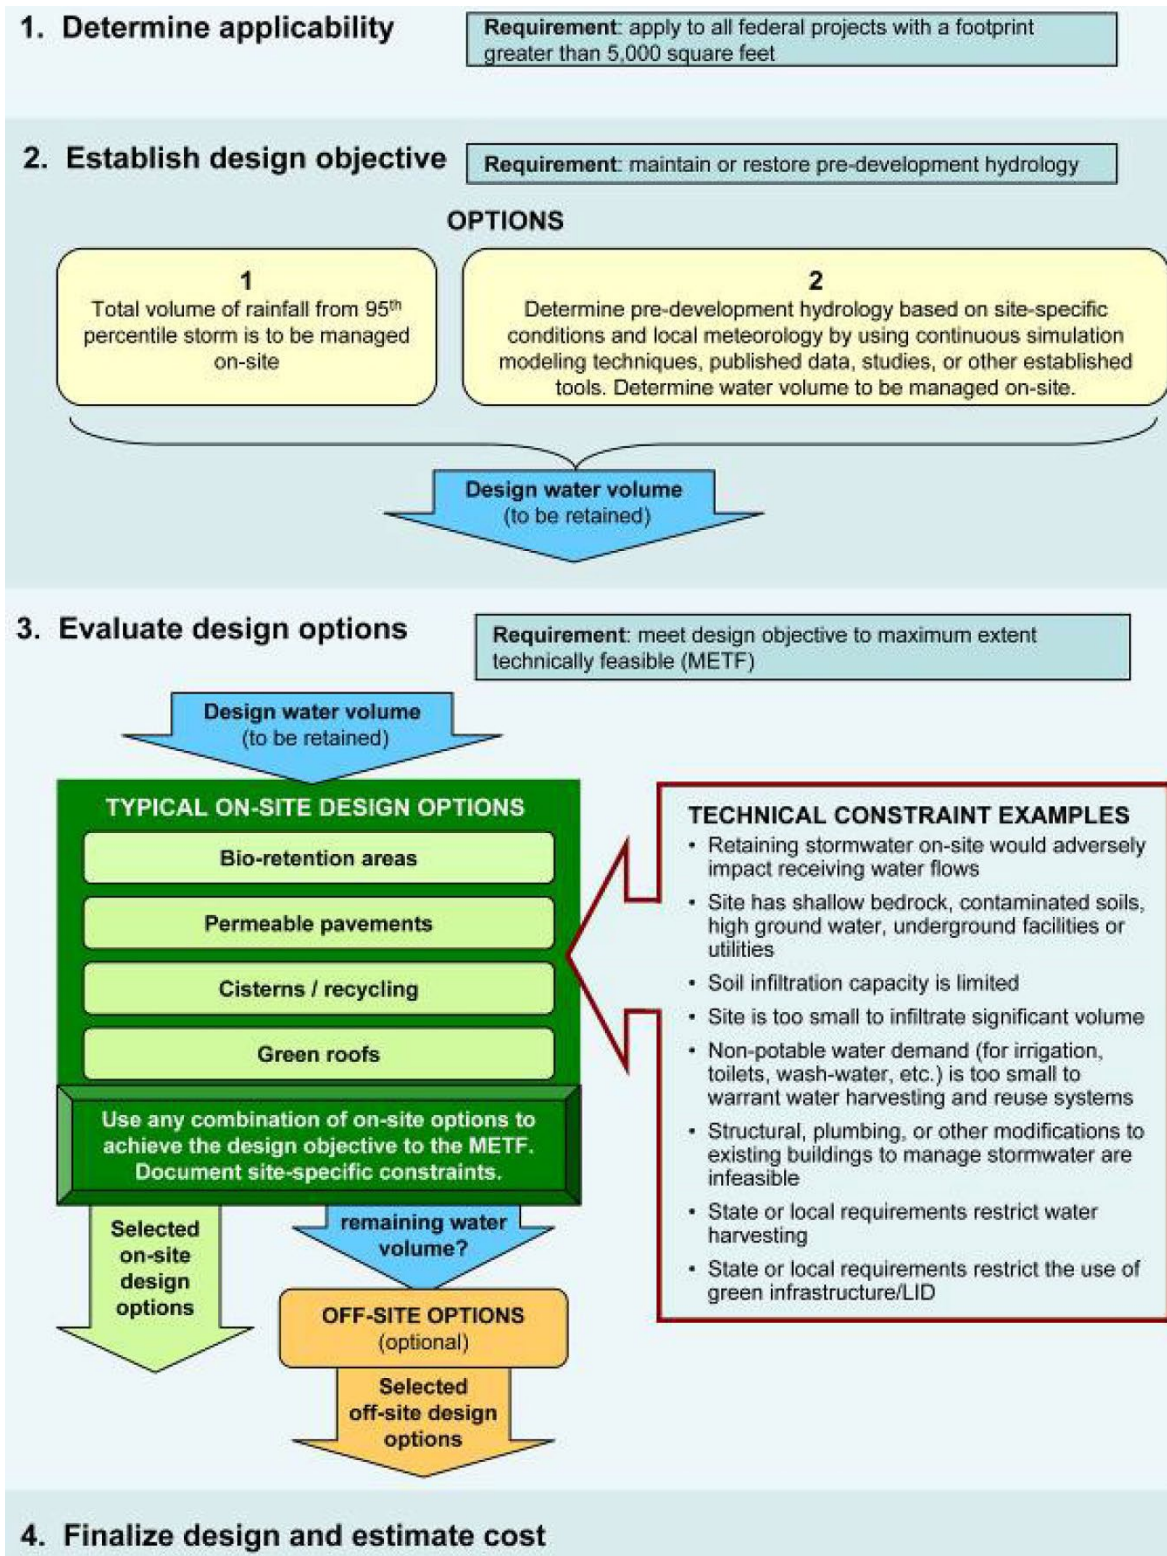 1. Determine applicability
Requirement: apply to all federal projects with a footprint
greater than 5,000 square feet
2. Establish design objective
Requirement: maintain or restore pre-development hydrology
OPTIONS
1
Total volume of rainfall from 95th
percentile storm is to be managed
on-site
2
Determine pre-development hydrology based on site-specific
conditions and local meteorology by using continuous simulation
modeling techniques, published data, studies, or other established
tools. Determine water volume to be managed on-site.
Design water volume
(to be retained)
3. Evaluate design options
Requirement: meet design objective to maximum extent
technically feasible (METF)
Design water volume
(to be retained)
TYPICAL ON-SITE DESIGN OPTIONS
Bio-retention areas
Permeable pavements
Cisterns / recycling
Green roofs
Use any combination of on-site options to
achieve the design objective to the METF.
Document site-specific constraints.
Selected
on-site
design
options
remaining water
volume?
OFF-SITE OPTIONS
(optional)
Selected
off-site design
options
TECHNICAL CONSTRAINT EXAMPLES
• Retaining stormwater on-site would adversely
impact receiving water flows
• Site has shallow bedrock, contaminated soils,
high ground water, underground facilities or
utilities
• Soil infiltration capacity is limited
• Site is too small to infiltrate significant volume
• Non-potable water demand (for irrigation,
toilets, wash-water, etc.) is too small to
warrant water harvesting and reuse systems
• Structural, plumbing, or other modifications to
existing buildings to manage stormwater are
infeasible
• State or local requirements restrict water
harvesting
• State or local requirements restrict the use of
green infrastructure/LID
4. Finalize design and estimate cost